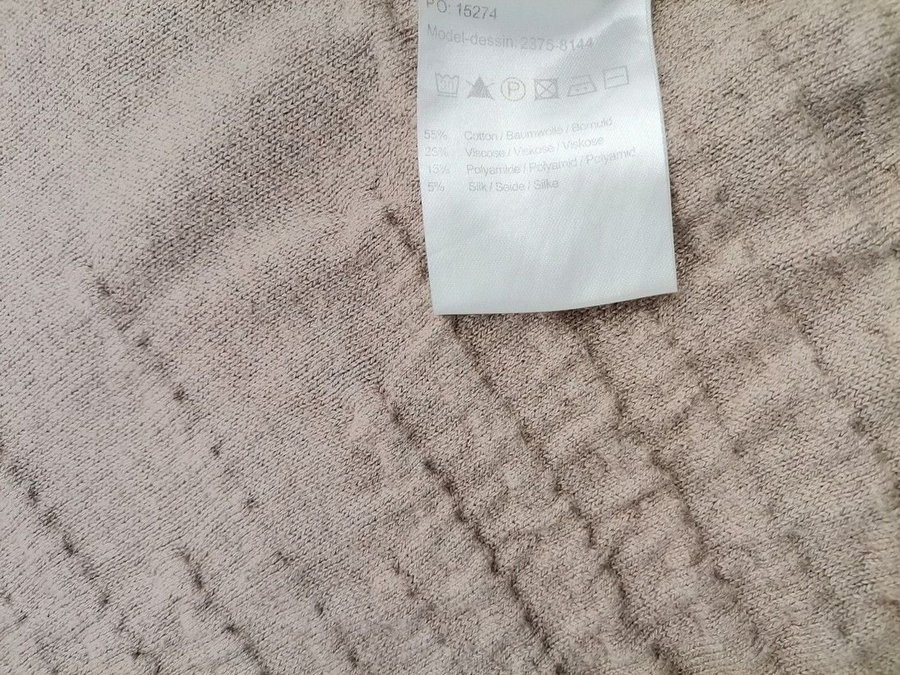 PO: 15274
Model-dessin. 2375-8144
P
55% Cotton / Baumwolle / Bomuld
25% Viscose / Viskose / Viskose
15% Polyamine / Polyamid / Polyamid
5% Silk / Seide / Silke